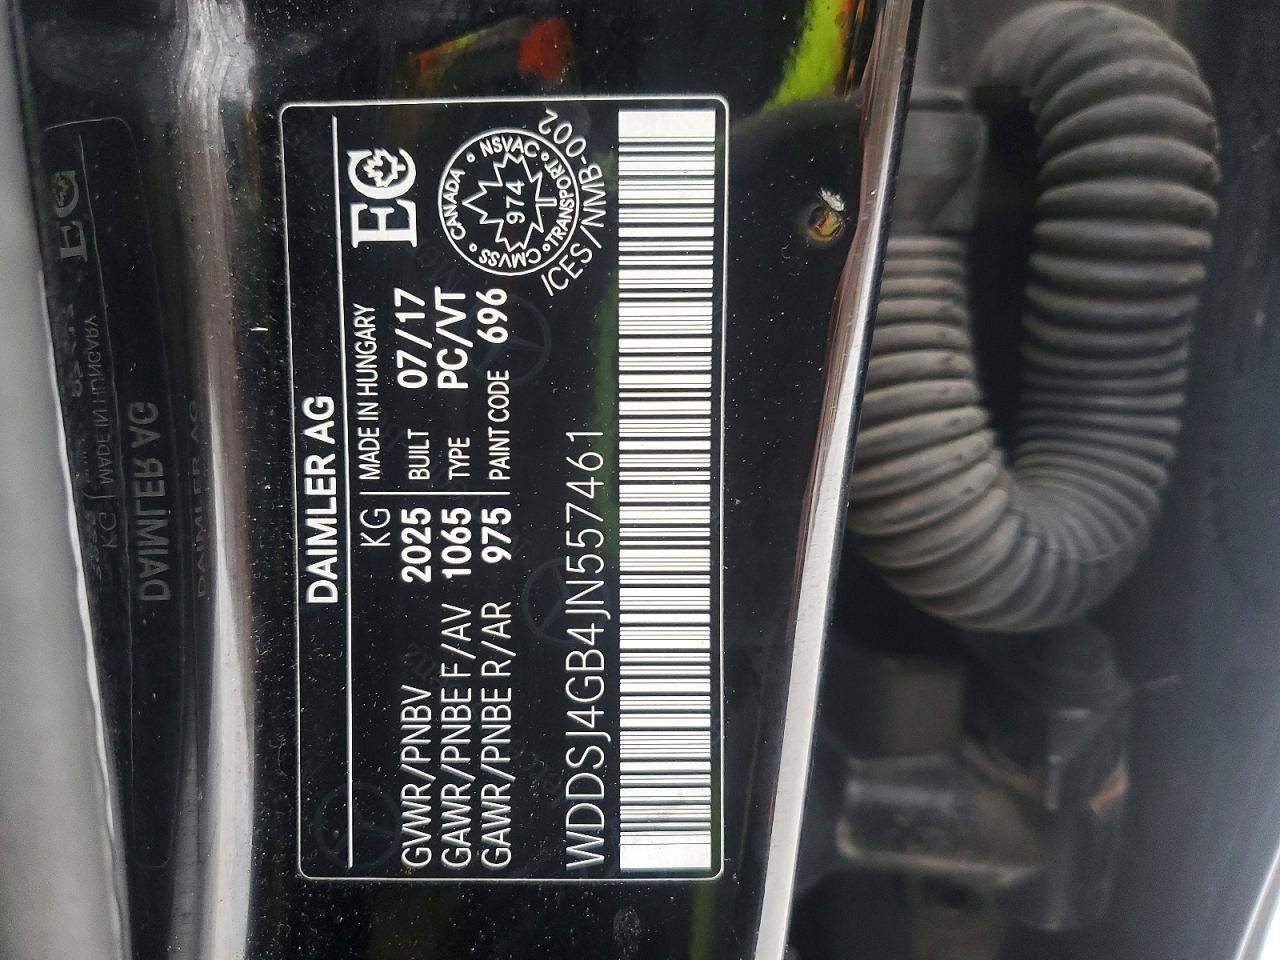 DAIMLER AG
KG MADE IN HUNGARY
GVWR/PNBV 2025 BUILT 07/17
GAWR/PNBE F/AV 1065 TYPE PC/VT
GAWR/PNBE R/AR 975 PAINT CODE 696
EC
CANADA • NSVAC • TRANSPORT • CMVSS •
974
ICES/NMB-002
WDDSJ4GB4JN557461